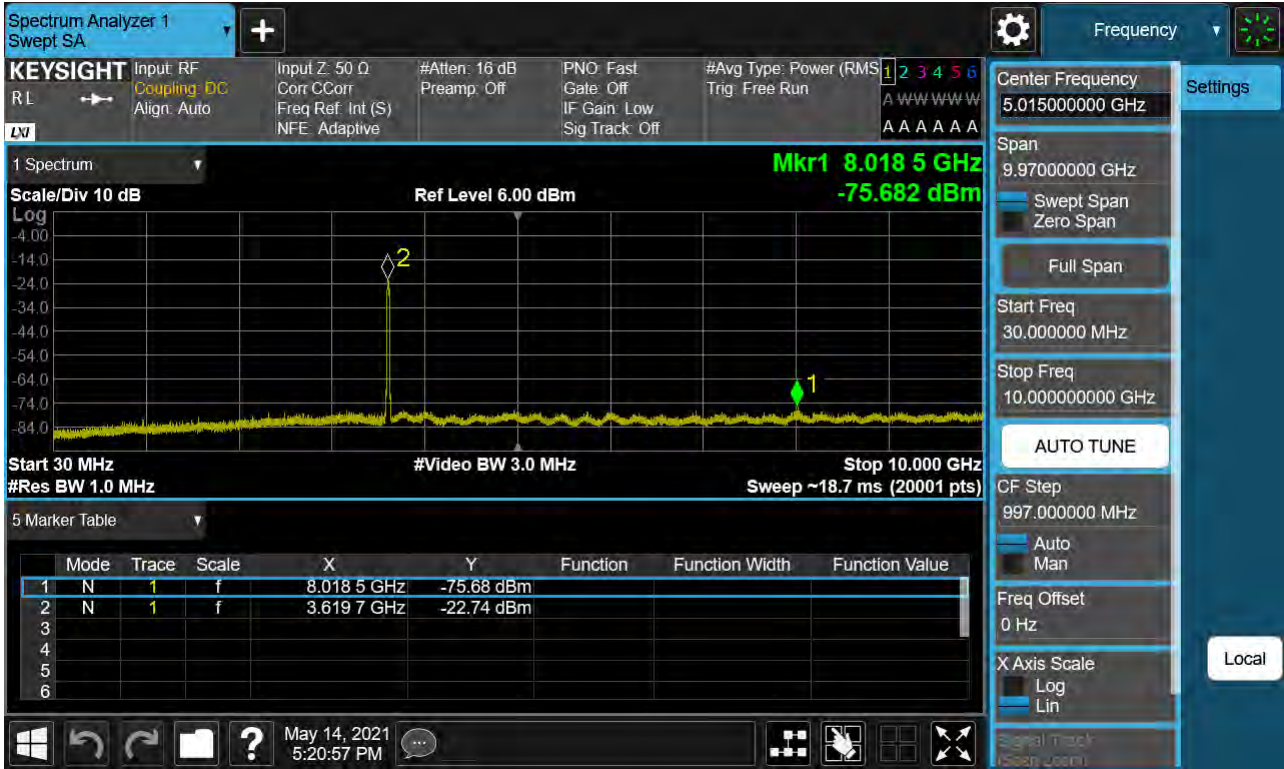 Spectrum Analyzer 1
Swept SA
+
Frequency
KEYSIGHT
R L
LXI
Input: RF
Coupling: DC
Align: Auto
Input Z: 50 Ω
Corr CCorr
Freq Ref: Int (S)
NFE: Adaptive
#Atten: 16 dB
Preamp: Off
PNO: Fast
Gate: Off
IF Gain: Low
Sig Track: Off
#Avg Type: Power (RMS
Trig: Free Run
1 2 3 4 5 6
A W W W W W
A A A A A A
1 Spectrum
Scale/Div 10 dB
Ref Level 6.00 dBm
Mkr1 8.018 5 GHz
-75.682 dBm
Log
-4.00
-14.0
-24.0
-34.0
-44.0
-54.0
-64.0
-74.0
-84.0
2
1
Start 30 MHz
#Video BW 3.0 MHz
Stop 10.000 GHz
#Res BW 1.0 MHz
Sweep ~18.7 ms (20001 pts)
5 Marker Table
Mode Trace Scale X Y Function Function Width Function Value
1 N 1 f 8.018 5 GHz -75.68 dBm
2 N 1 f 3.619 7 GHz -22.74 dBm
3
4
5
6
?
May 14, 2021
5:20:57 PM
Center Frequency
5.015000000 GHz
Span
9.97000000 GHz
Swept Span
Zero Span
Full Span
Start Freq
30.000000 MHz
Stop Freq
10.000000000 GHz
AUTO TUNE
CF Step
997.000000 MHz
Auto
Man
Freq Offset
0 Hz
X Axis Scale
Log
Lin
Signal Track
(Span Zoom)
Settings
Local